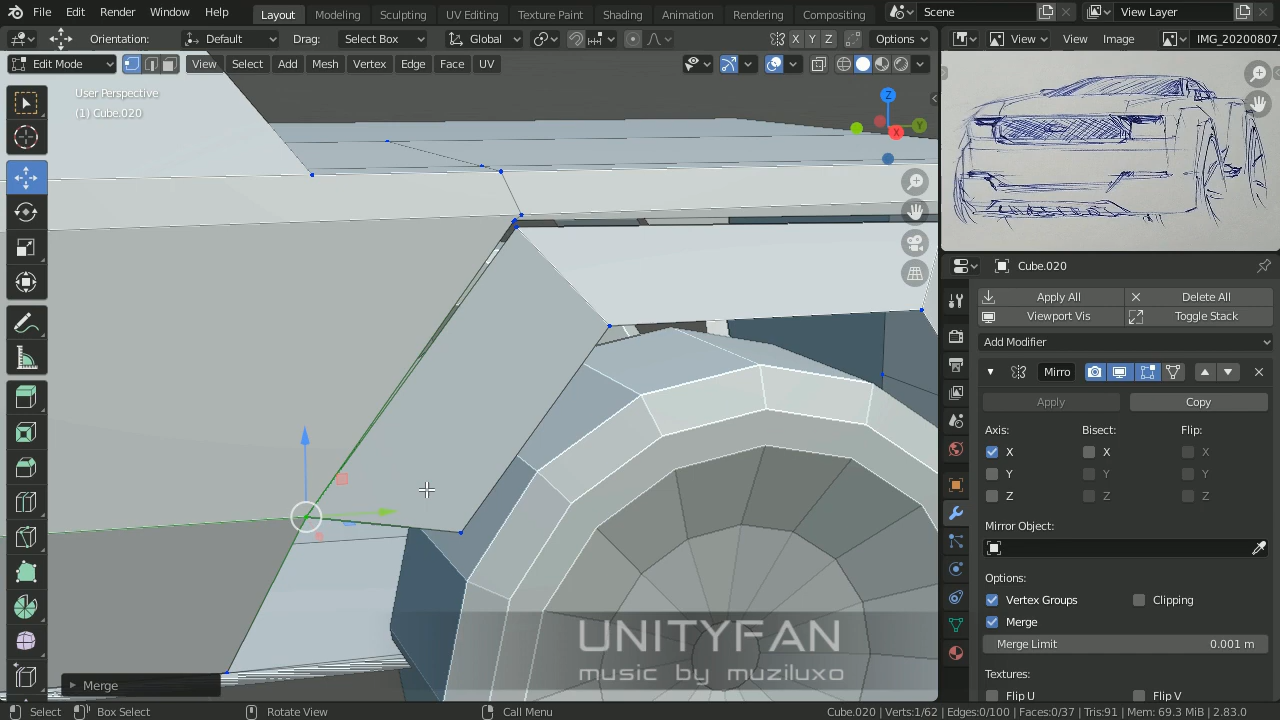 File Edit Render Window Help Layout Modeling Sculpting UV Editing Texture Paint Shading Animation Rendering Compositing Scene View Layer
Orientation: Default Drag: Select Box Global X Y Z Options View View Image IMG_20200807
Edit Mode View Select Add Mesh Vertex Edge Face UV
User Perspective
(1) Cube.020
Z
Y
X
Cube.020
Apply All Delete All
Viewport Vis Toggle Stack
Add Modifier
Mirro
Apply Copy
Axis: Bisect: Flip:
X X X
Y Y Y
Z Z Z
Mirror Object:
Options:
Vertex Groups Clipping
Merge
Merge Limit 0.001 m
Textures:
Flip U Flip V
UNITYFAN
music by muziluxo
Merge
Select Box Select Rotate View Call Menu Cube.020 | Verts:1/62 | Edges:0/100 | Faces:0/37 | Tris:91 | Mem: 69.3 MiB | 2.83.0